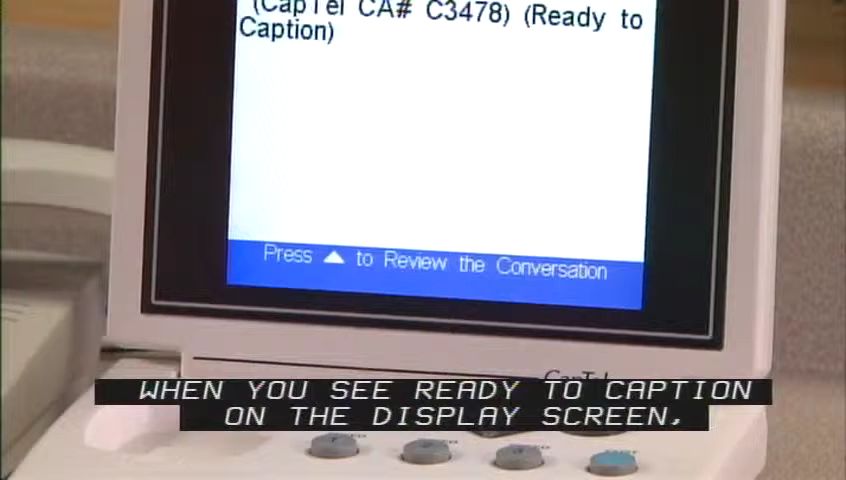 (CapTel CA# C3478) (Ready to
Caption)
Press ▲ to Review the Conversation
CapTel
WHEN YOU SEE READY TO CAPTION
ON THE DISPLAY SCREEN,